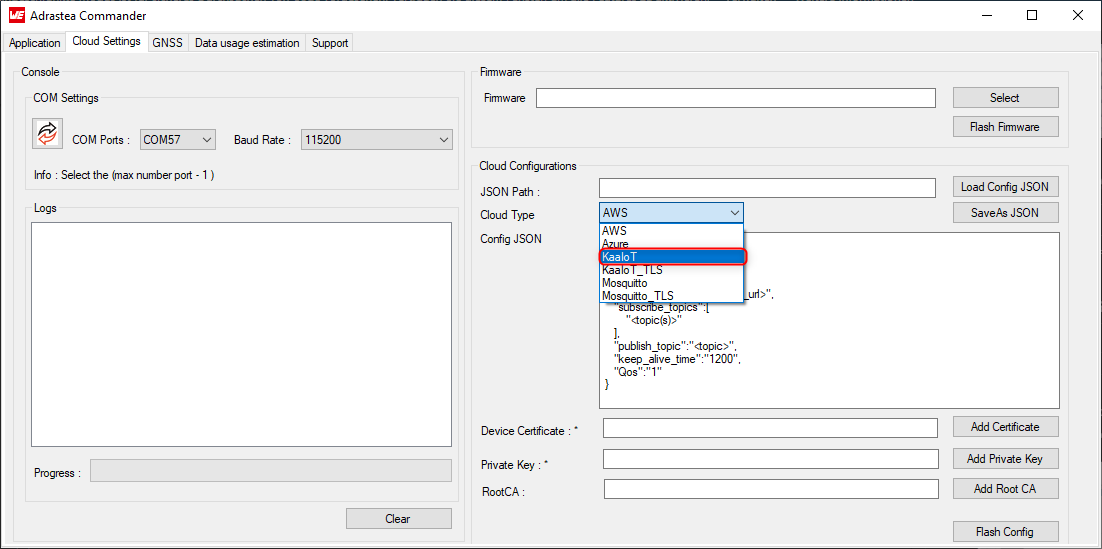 Adrastea Commander
Application Cloud Settings GNSS Data usage estimation Support
Console
COM Settings
COM Ports : COM57 Baud Rate : 115200
Info : Select the (max number port - 1 )
Logs
Progress :
Clear
Firmware
Firmware Select
Flash Firmware
Cloud Configurations
JSON Path : Load Config JSON
Cloud Type AWS SaveAs JSON
AWS
Config JSON
Azure
KaaIoT
KaaIoT_TLS
Mosquitto
Mosquitto_TLS _url>",
"subscribe_topics":[
"<topic(s)>"
],
"publish_topic":"<topic>",
"keep_alive_time":"1200",
"Qos":"1"
}
Device Certificate : * Add Certificate
Private Key : * Add Private Key
RootCA : Add Root CA
Flash Config